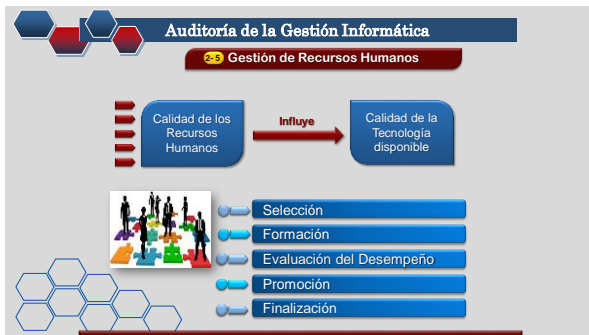 Auditoría de la Gestión Informática
2- 5 Gestión de Recursos Humanos
Calidad de los
Recursos
Humanos
Influye
Calidad de la
Tecnología
disponible
Selección
Formación
Evaluación del Desempeño
Promoción
Finalización